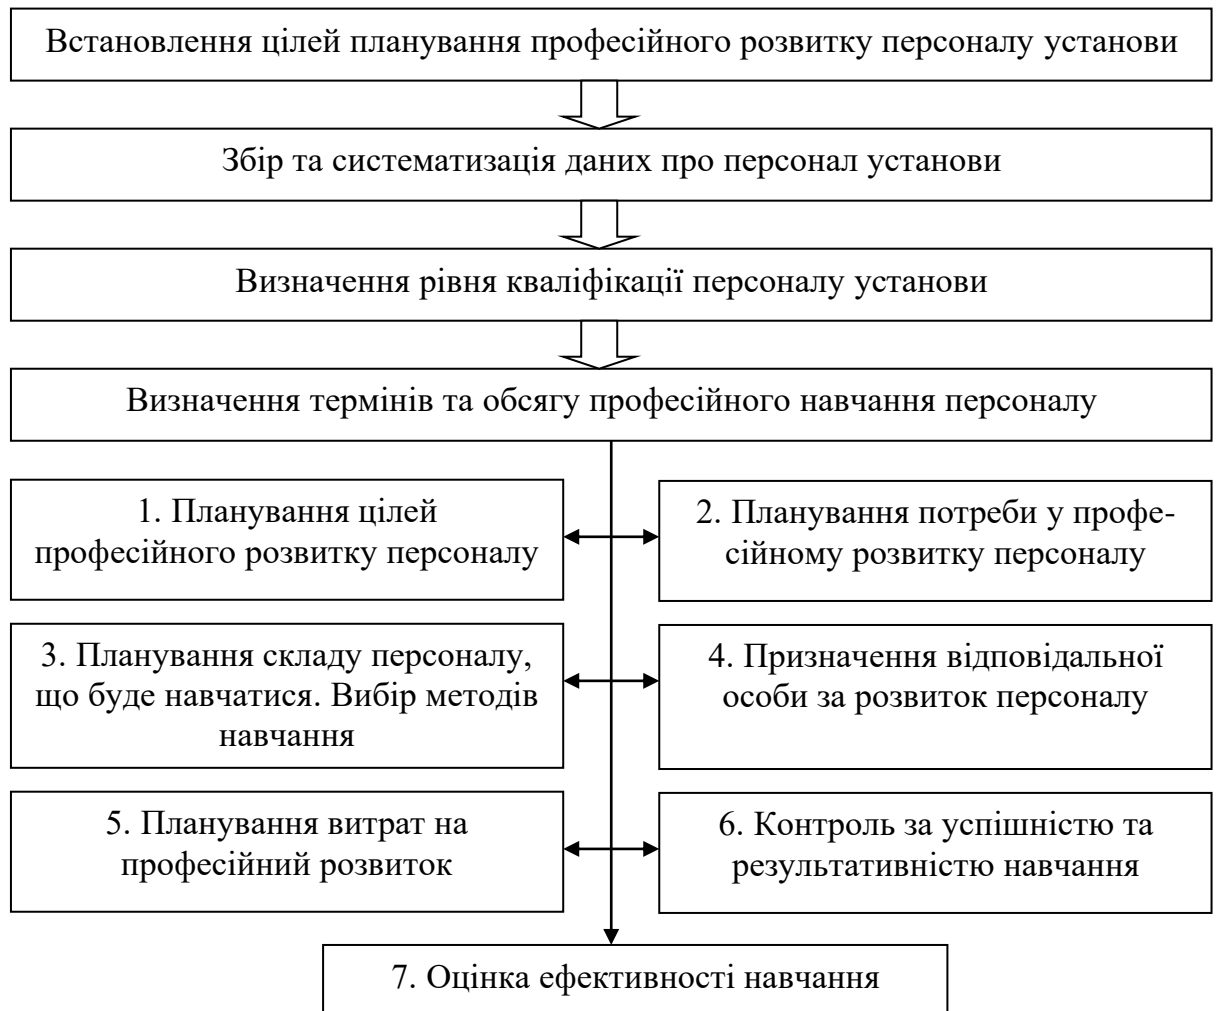 Встановлення цілей планування професійного розвитку персоналу установи
Збір та систематизація даних про персонал установи
Визначення рівня кваліфікації персоналу установи
Визначення термінів та обсягу професійного навчання персоналу
1. Планування цілей
професійного розвитку персоналу
2. Планування потреби у профе-
сійному розвитку персоналу
3. Планування складу персоналу,
що буде навчатися. Вибір методів
навчання
4. Призначення відповідальної
особи за розвиток персоналу
5. Планування витрат на
професійний розвиток
6. Контроль за успішністю та
результативністю навчання
7. Оцінка ефективності навчання